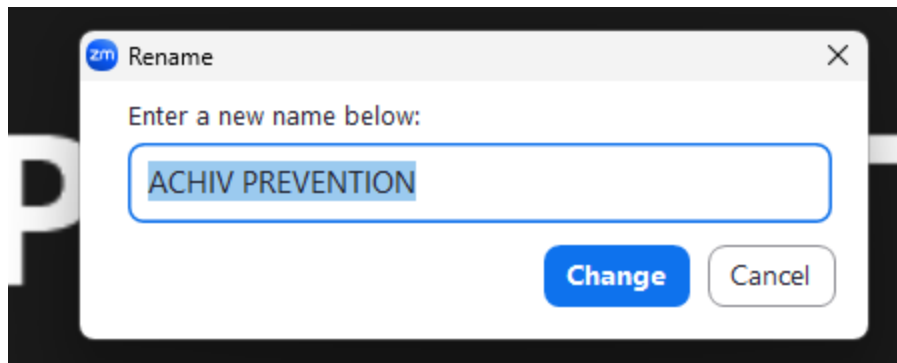 zm Rename
Enter a new name below:
ACHIV PREVENTION
Change Cancel